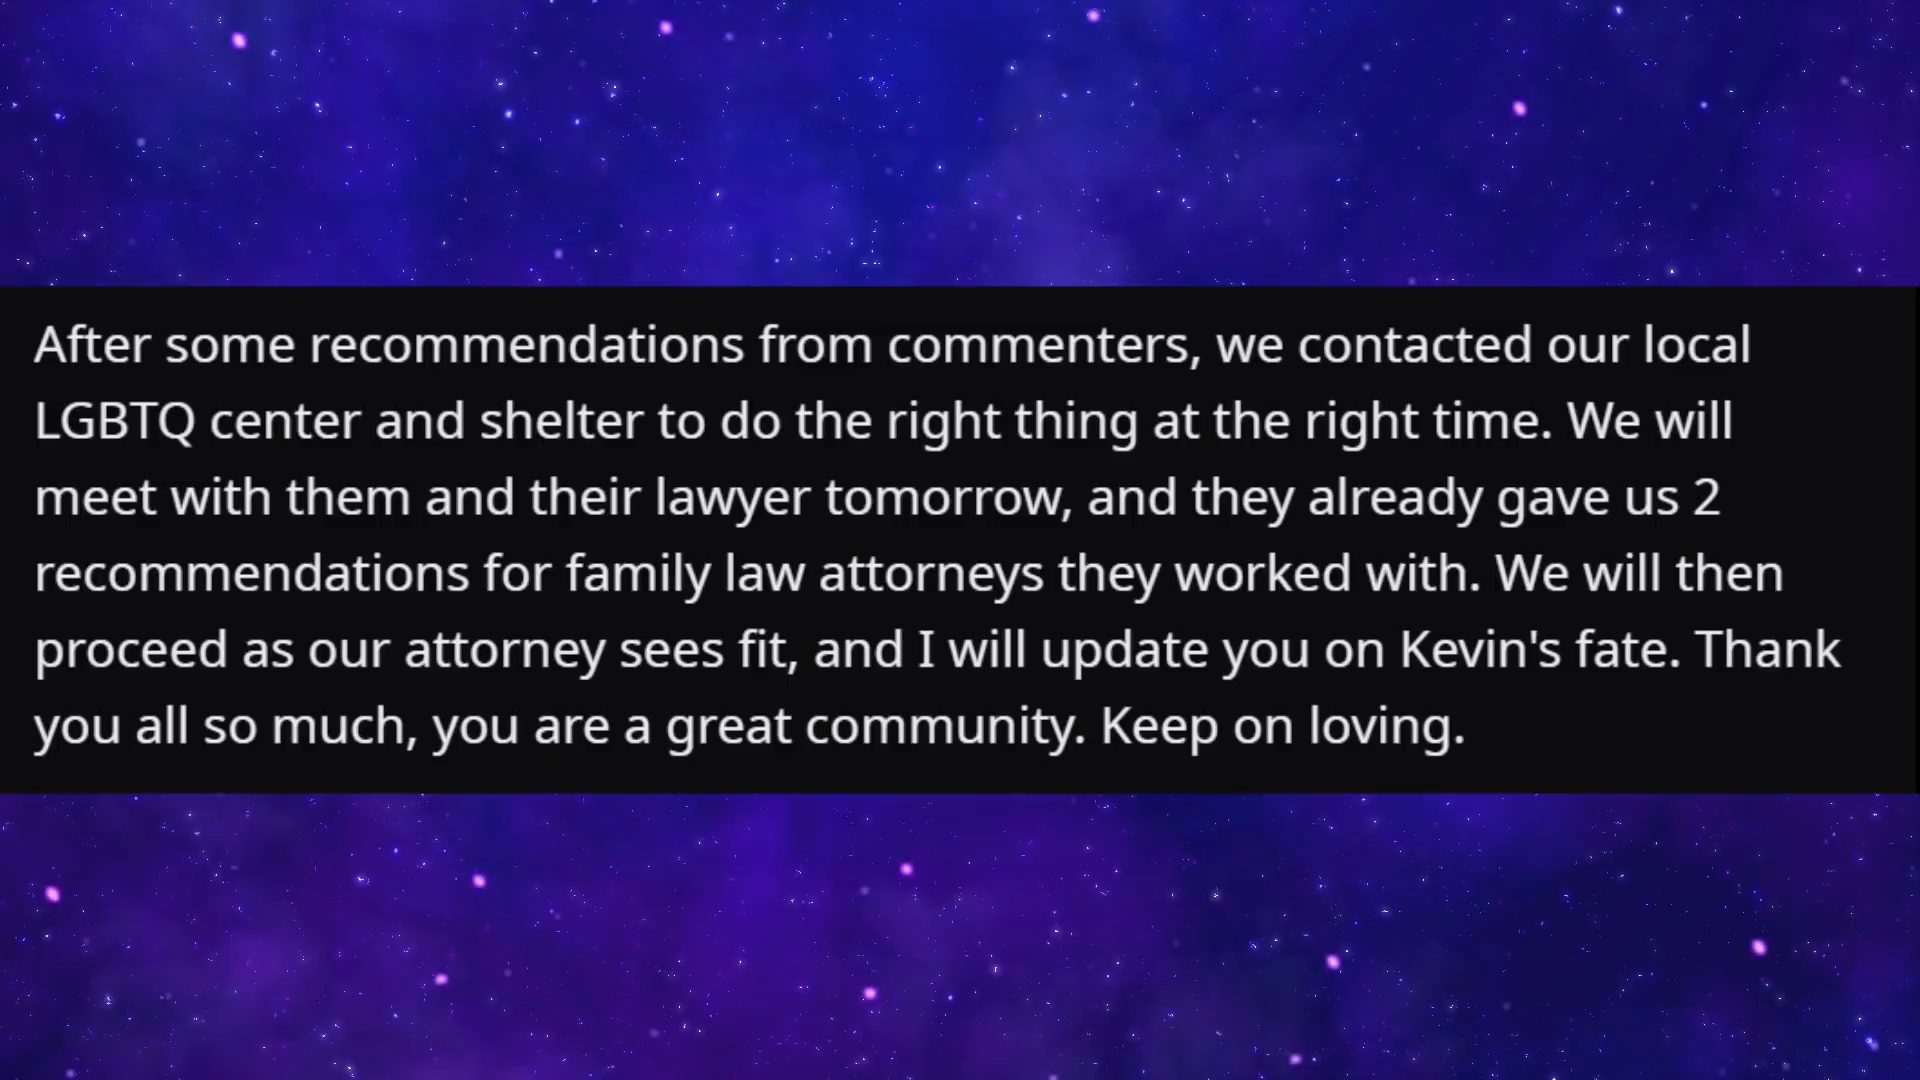 After some recommendations from commenters, we contacted our local
LGBTQ center and shelter to do the right thing at the right time. We will
meet with them and their lawyer tomorrow, and they already gave us 2
recommendations for family law attorneys they worked with. We will then
proceed as our attorney sees fit, and I will update you on Kevin's fate. Thank
you all so much, you are a great community. Keep on loving.